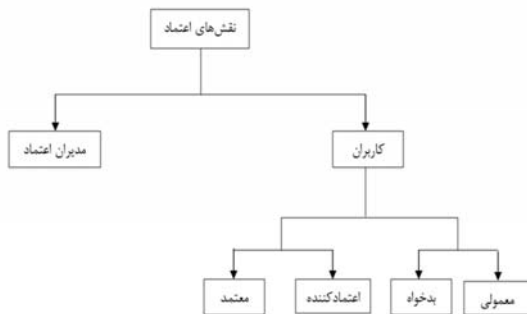 نقش‌های اعتماد
کاربران
مدیران اعتماد
معمولی
بدخواه
اعتمادکننده
معتمد